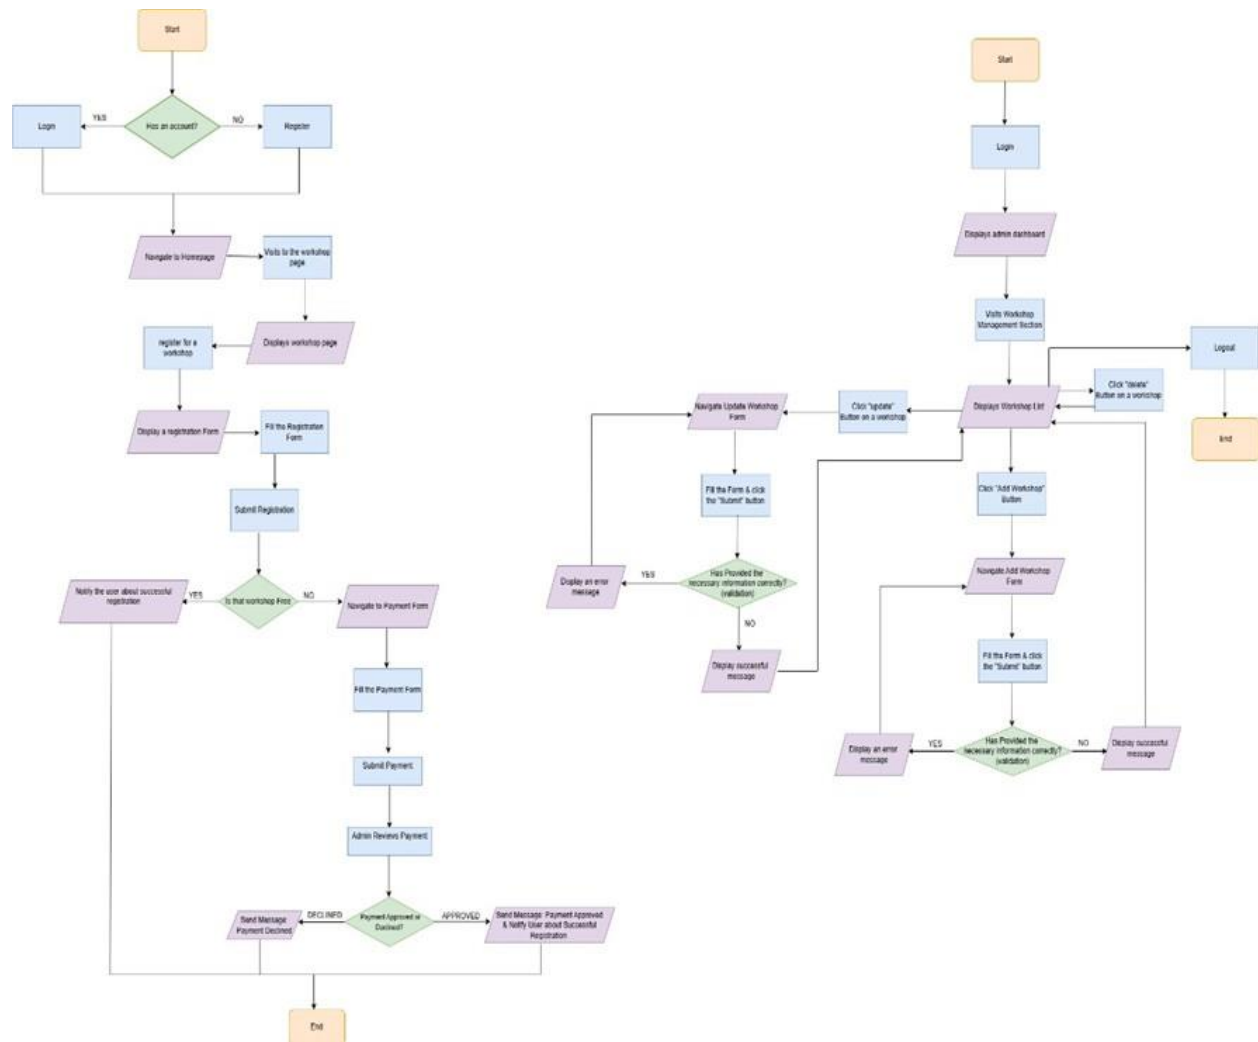 Start
Has an account?
YES
NO
Login
Register
Navigate to Homepage
Visits to the workshop
page
Displays workshop page
register for a
workshop
Display a registration Form
Fill the Registration
Form
Submit Registration
Is that workshop Free
YES
NO
Notify the user about successful
registration
Navigate to Payment Form
Fill the Payment Form
Submit Payment
Admin Reviews Payment
Payment Approved or
Declined?
DECLINED
APPROVED
Send Message:
Payment Declined
Send Message: Payment Approved
& Notify User about Successful
Registration
End
Start
Login
Displays admin dashboard
Visits Workshop
Management Section
Displays Workshop List
Logout
End
Click "delete"
Button on a workshop
Click "update"
Button on a workshop
Navigate Update Workshop
Form
Fill the Form & click
the "Submit" button
Has Provided the
necessary information correctly?
(validation)
YES
NO
Display an error
message
Display successful
message
Click "Add Workshop"
Button
Navigate Add Workshop
Form
Fill the Form & click
the "Submit" button
Has Provided the
necessary information correctly?
(validation)
YES
NO
Display an error
message
Display successful
message